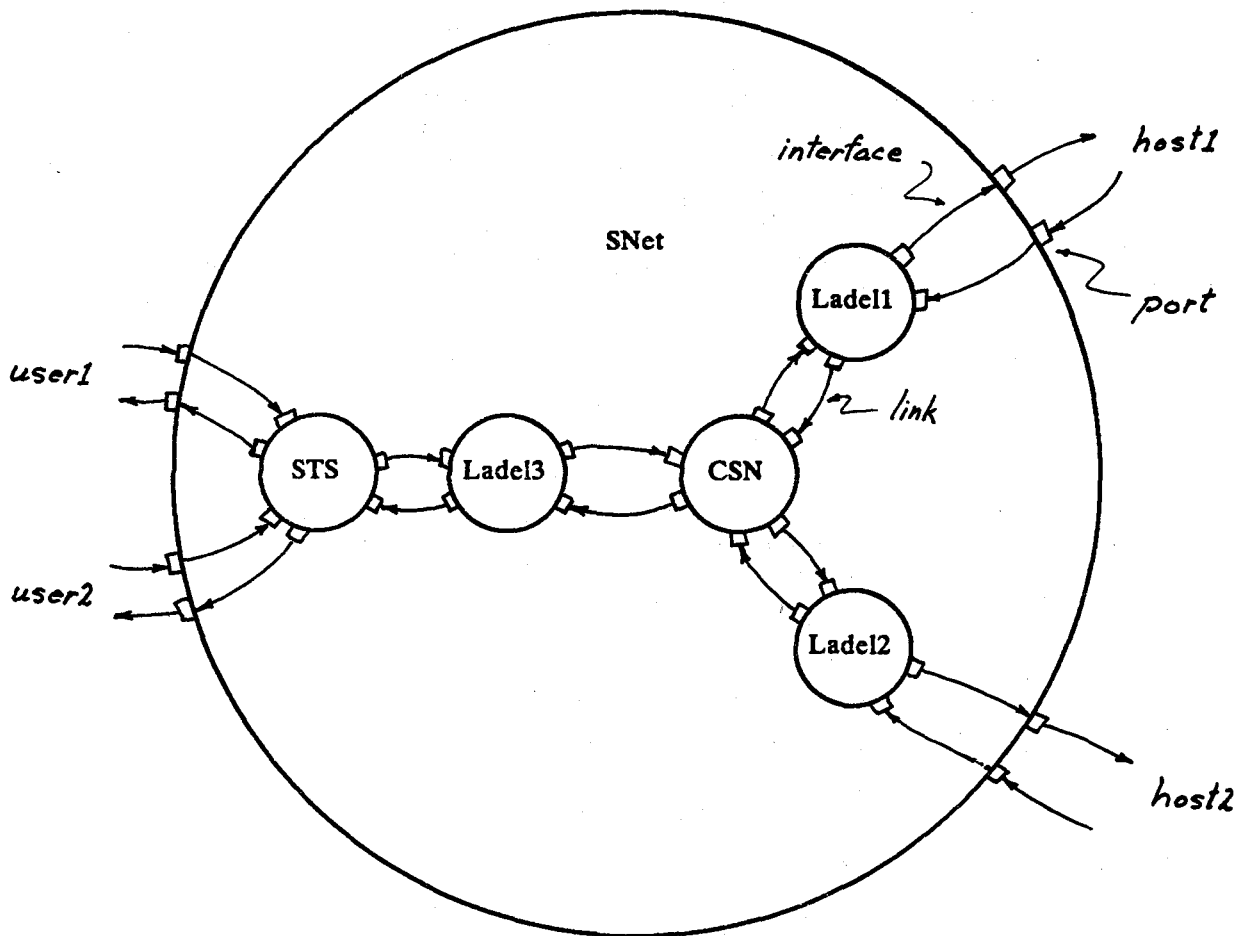 interface
host1
SNet
Ladel1
port
user1
link
STS
Ladel3
CSN
user2
Ladel2
host2